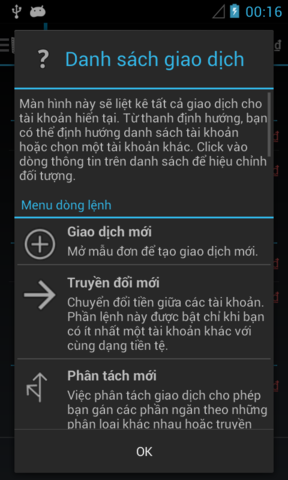 00:16
? Danh sách giao dịch
Màn hình này sẽ liệt kê tất cả giao dịch cho
tài khoản hiện tại. Từ thanh định hướng, bạn
có thể định hướng danh sách tài khoản
hoặc chọn một tài khoản khác. Click vào
dòng thông tin trên danh sách để hiệu chỉnh
đối tượng.
Menu dòng lệnh
Giao dịch mới
Mở mẫu đơn để tạo giao dịch mới.
Truyền đổi mới
Chuyển đổi tiền giữa các tài khoản.
Phần lệnh này được bật chỉ khi bạn
có ít nhất một tài khoản khác với
cùng dạng tiền tệ.
Phân tách mới
Việc phân tách giao dịch cho phép
bạn gán các phần ngăn theo những
phân loại khác nhau hoặc truyền
OK